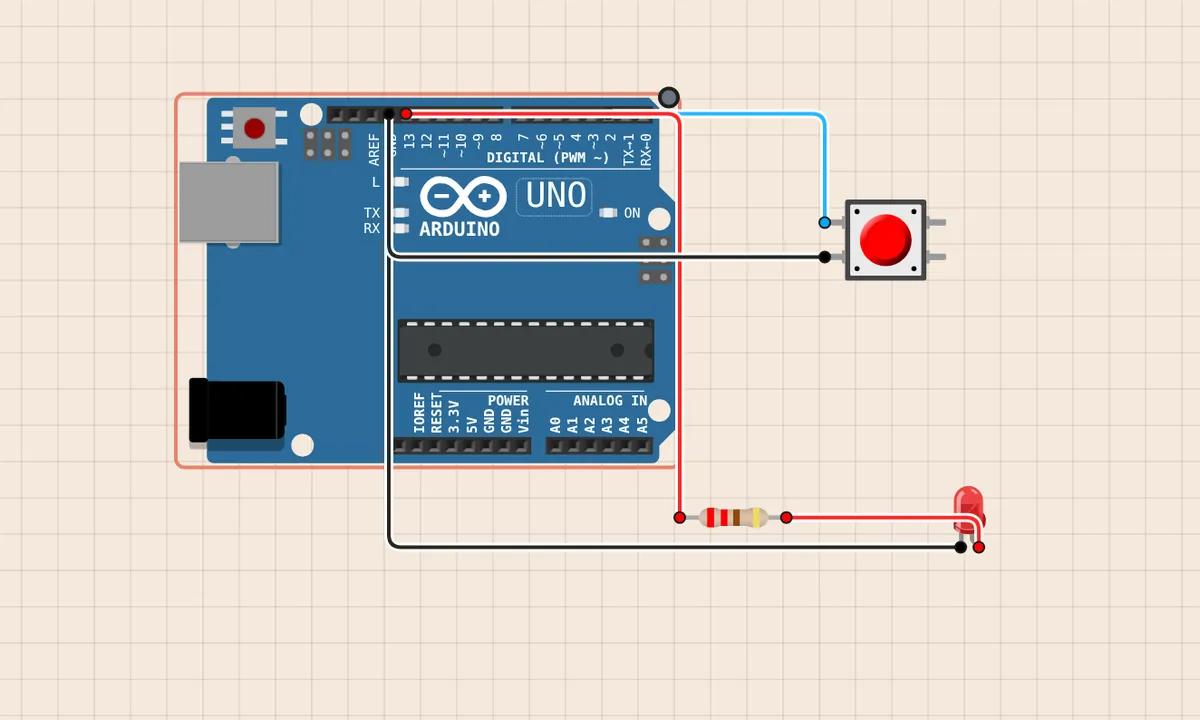 AREF
GND
13
12
~11
~10
~9
8
7
~6
~5
4
~3
2
TX→1
RX←0
DIGITAL (PWM ~)
L
TX
RX
UNO
ARDUINO
ON
IOREF
RESET
3.3V
5V
GND
GND
Vin
POWER
ANALOG IN
A0
A1
A2
A3
A4
A5